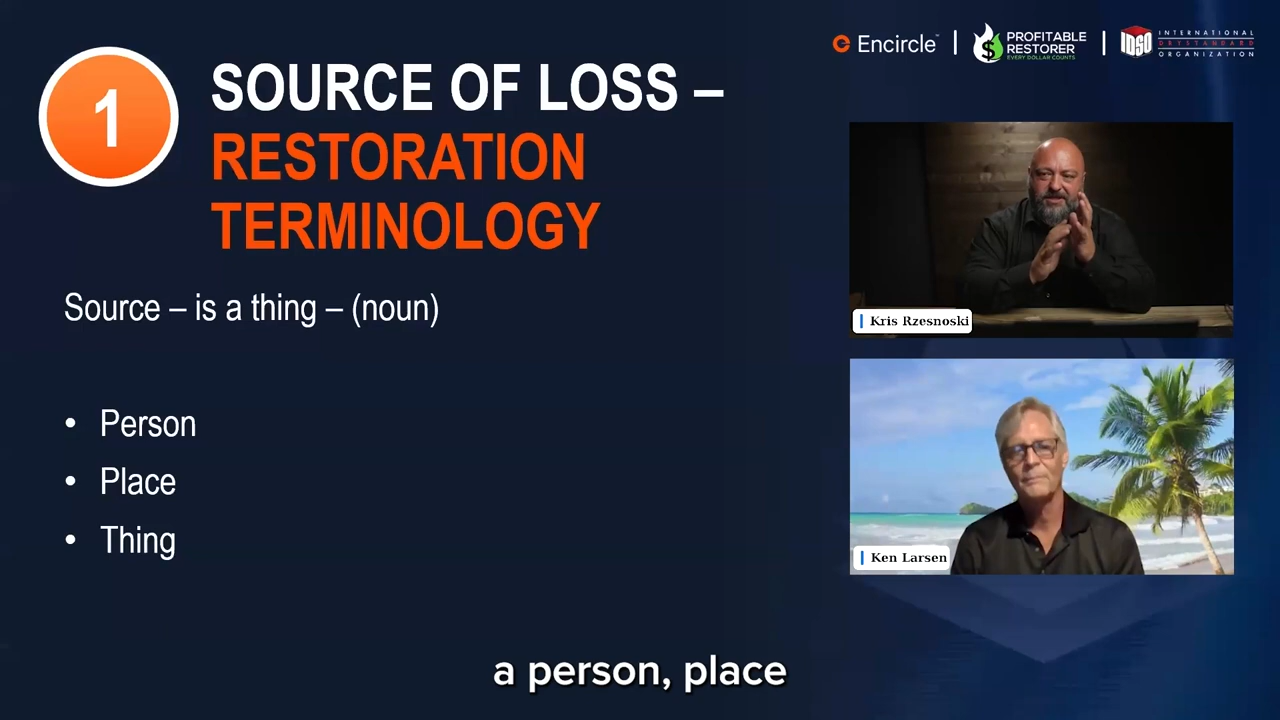 1
SOURCE OF LOSS –
RESTORATION
TERMINOLOGY
Source – is a thing – (noun)
• Person
• Place
• Thing
Encircle
PROFITABLE
RESTORER
EVERY DOLLAR COUNTS
IDSO
INTERNATIONAL
DRYSTANDARD
ORGANIZATION
Kris Rzesnoski
Ken Larsen
a person, place